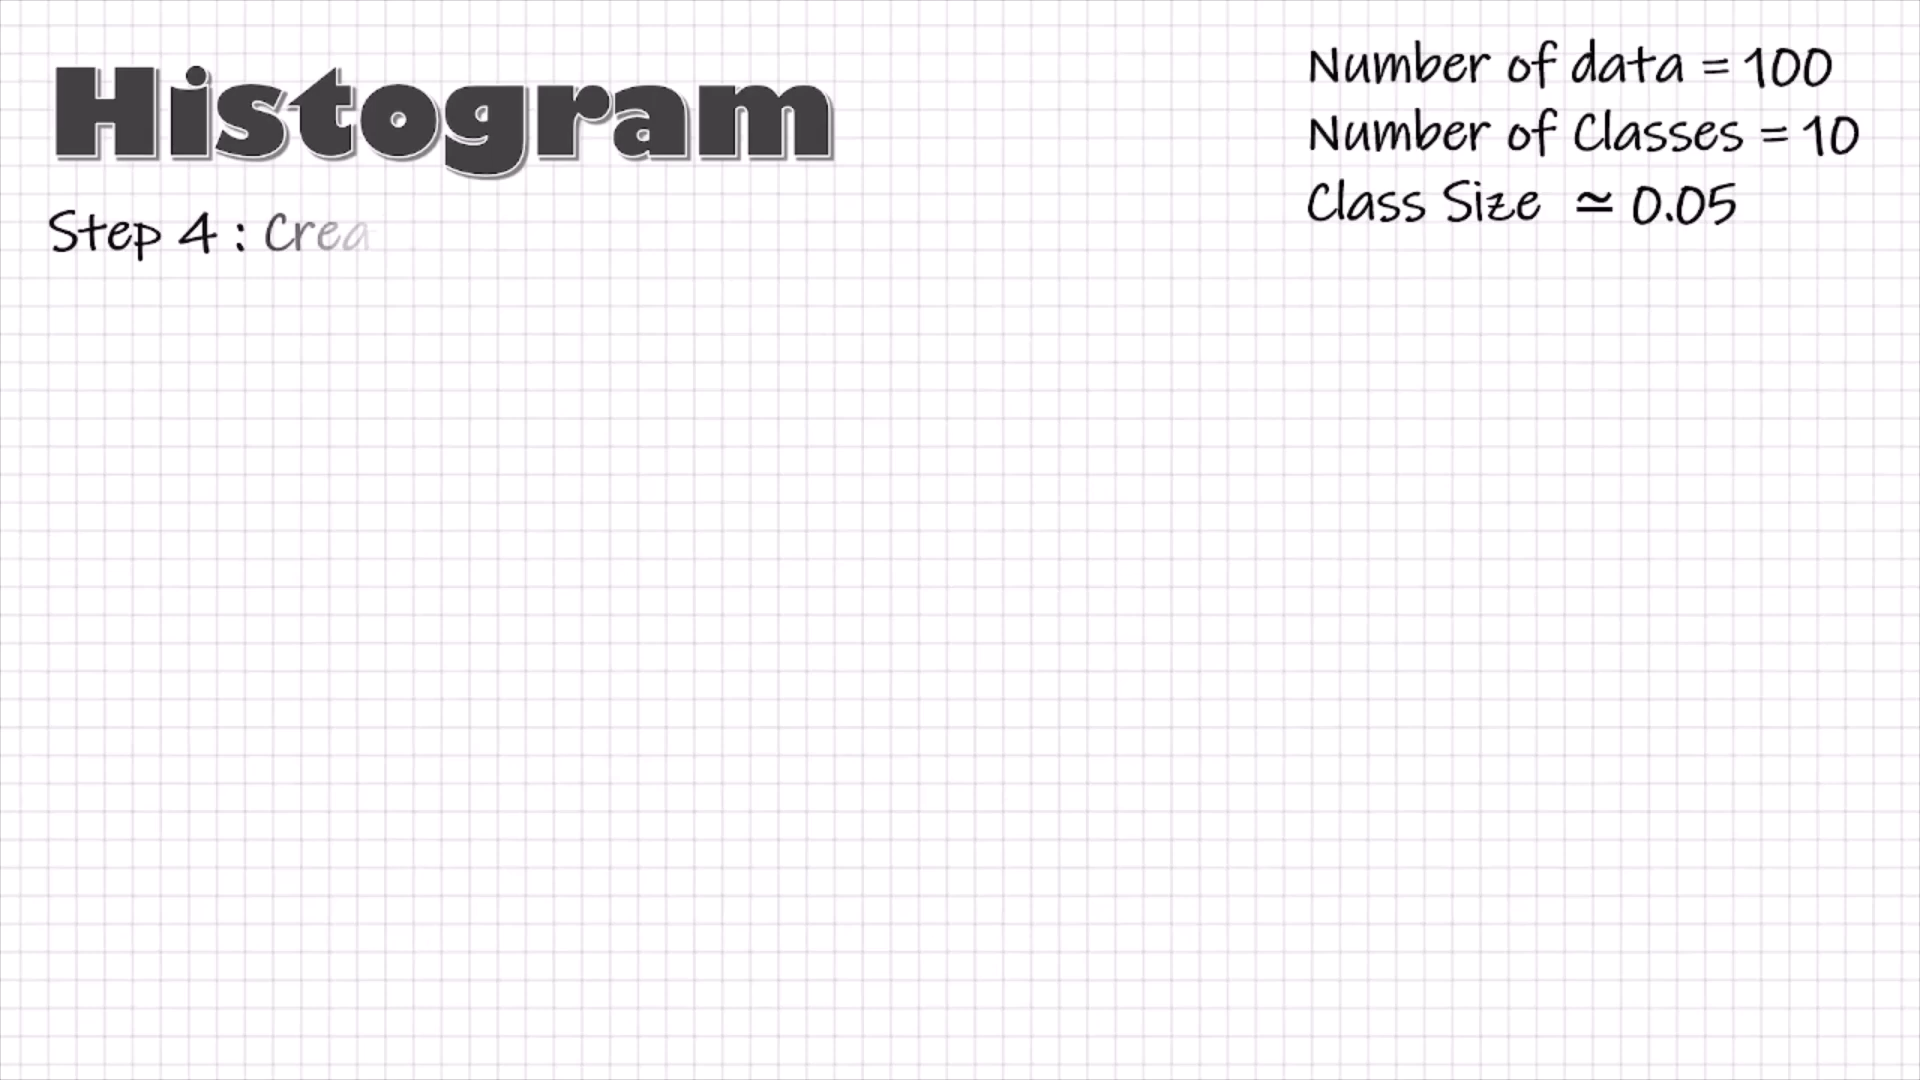 Histogram
Step 4 : Crea
Number of data = 100
Number of Classes = 10
Class Size ≃ 0.05